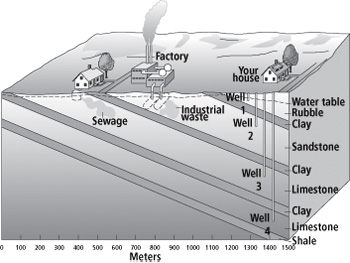 Factory
Your
house
Well
1
Water table
Rubble
Clay
Sewage
Industrial
waste
Well
2
Sandstone
Well
3
Clay
Limestone
Well
4
Clay
Limestone
Shale
0 100 200 300 400 500 600 700 800 900 1000 1100 1200 1300 1400 1500
Meters